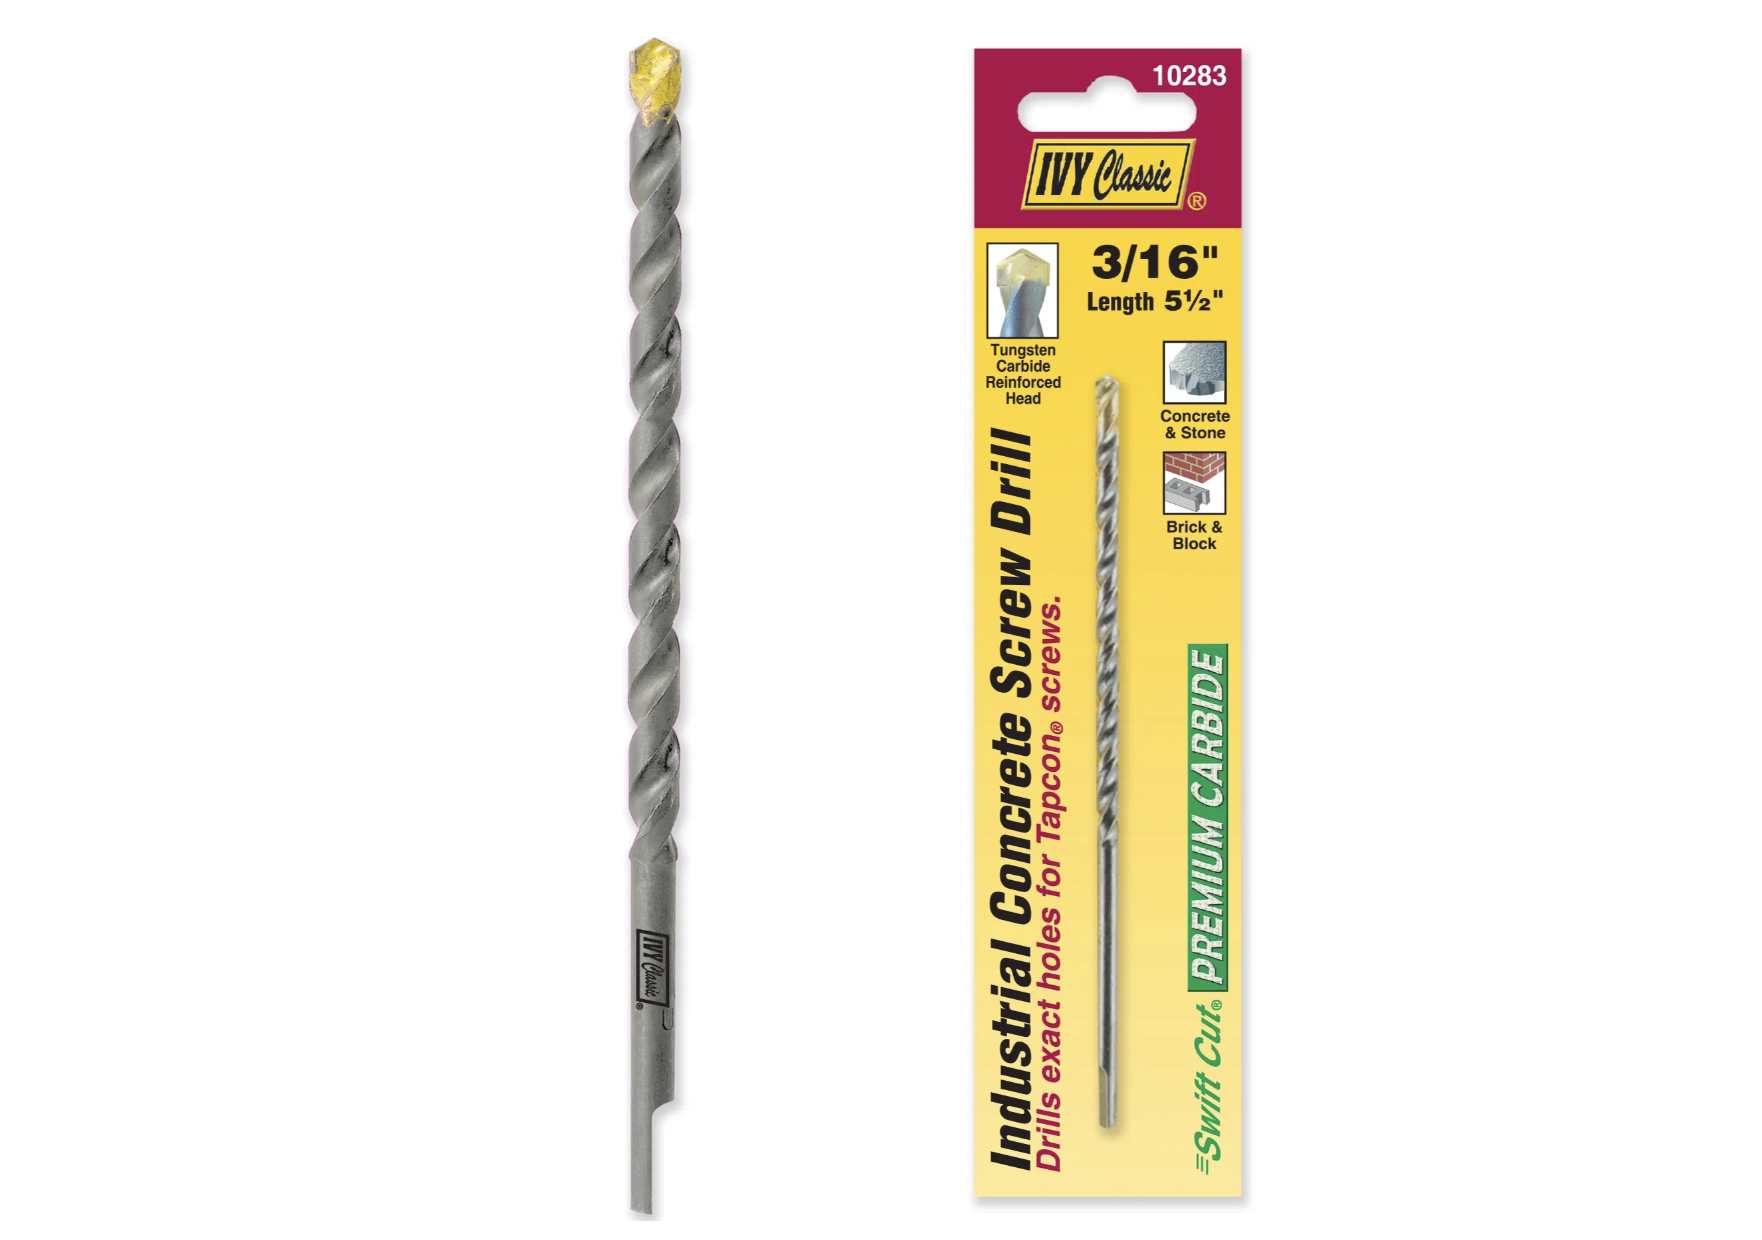 IVY Classic
®
10283
IVY Classic
®
3/16"
Length 5½"
Tungsten
Carbide
Reinforced
Head
Concrete
& Stone
Brick &
Block
Industrial Concrete Screw Drill
Drills exact holes for Tapcon® screws.
Swift Cut® PREMIUM CARBIDE